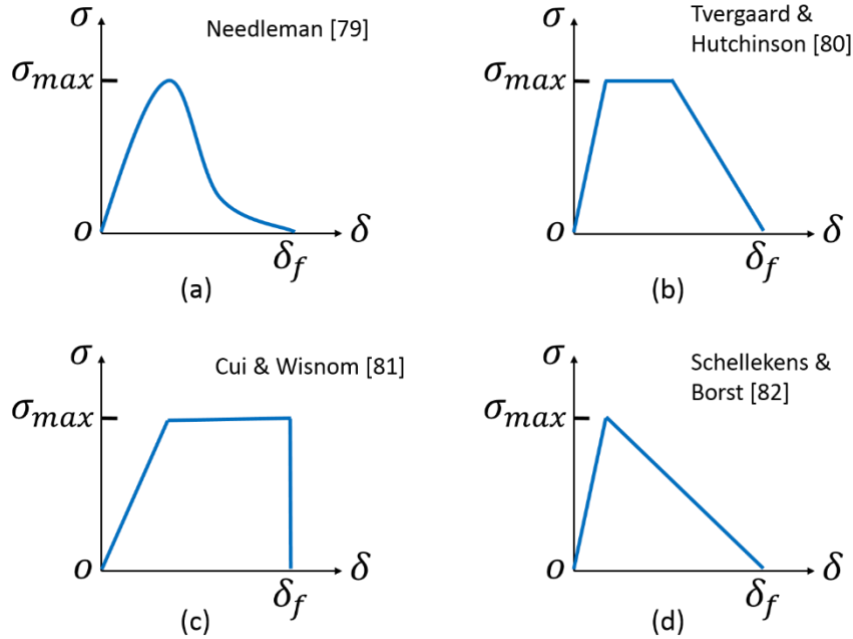 σ
Needleman [79]
σmax
o
δf
δ
(a)
σ
Tvergaard &
Hutchinson [80]
σmax
o
δf
δ
(b)
σ
Cui & Wisnom [81]
σmax
o
δf
δ
(c)
σ
Schellekens &
Borst [82]
σmax
o
δf
δ
(d)